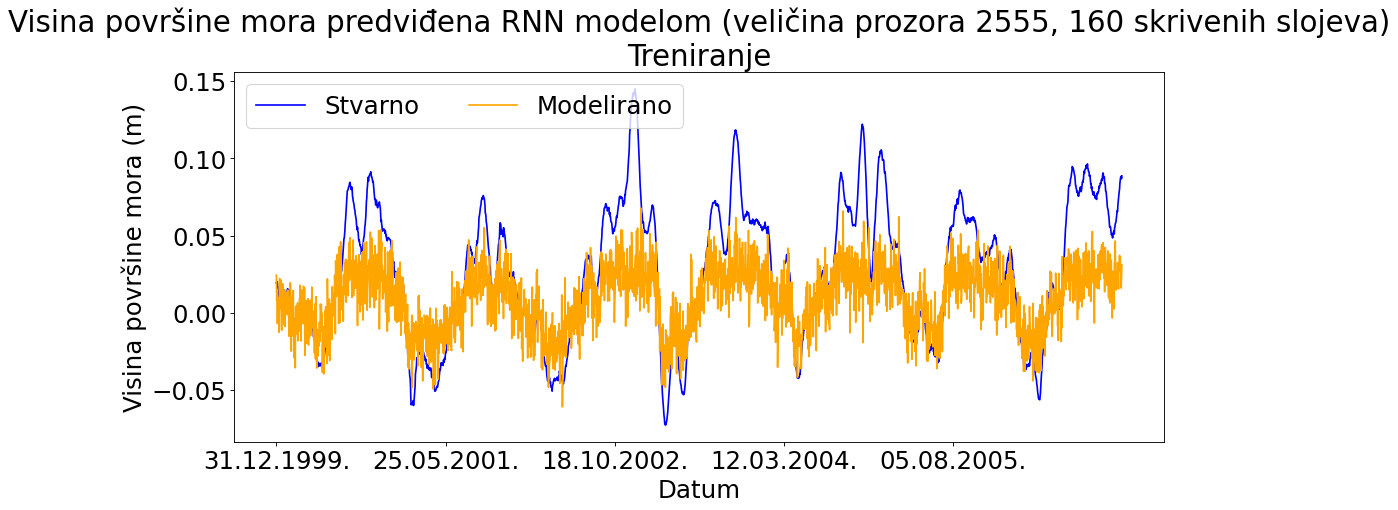 Visina površine mora predviđena RNN modelom (veličina prozora 2555, 160 skrivenih slojeva)
Treniranje
Stvarno Modelirano
Visina površine mora (m)
0.15
0.10
0.05
0.00
−0.05
31.12.1999. 25.05.2001. 18.10.2002. 12.03.2004. 05.08.2005.
Datum